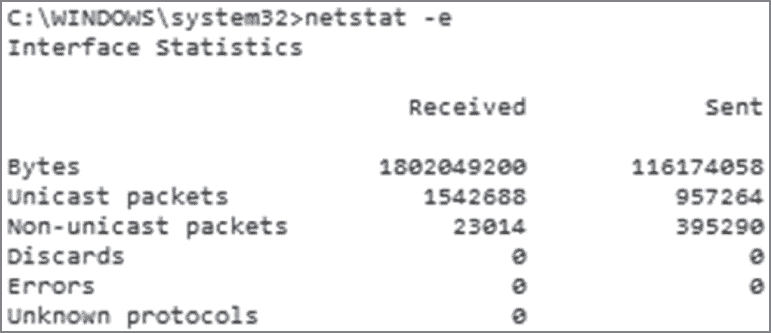 C:\WINDOWS\system32>netstat -e
Interface Statistics
Received Sent
Bytes 1802049200 116174058
Unicast packets 1542688 957264
Non-unicast packets 23014 395290
Discards 0 0
Errors 0 0
Unknown protocols 0